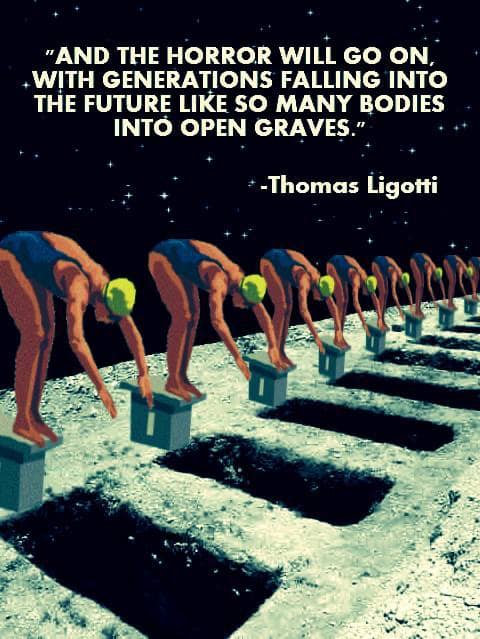 "AND THE HORROR WILL GO ON,
WITH GENERATIONS FALLING INTO
THE FUTURE LIKE SO MANY BODIES
INTO OPEN GRAVES."
-Thomas Ligotti